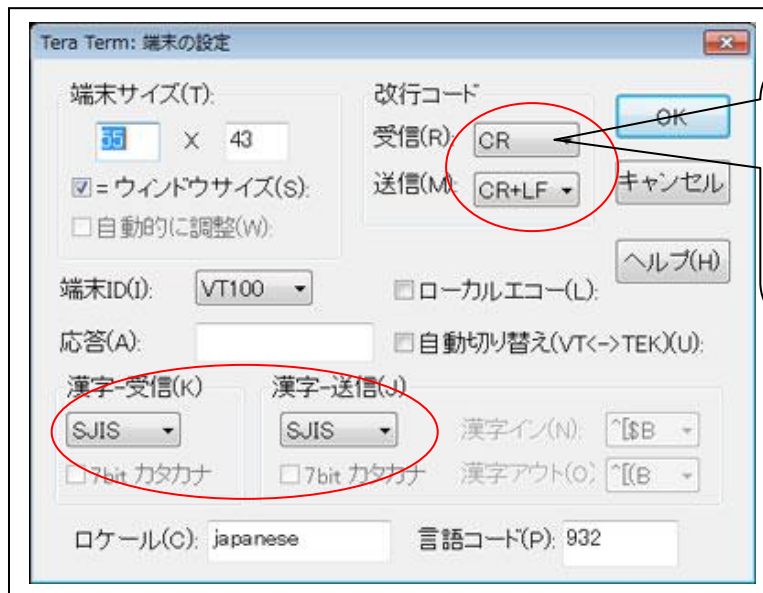 Tera Term: 端末の設定
端末サイズ(T):
55 X 43
☑ = ウィンドウサイズ(S):
□ 自動的に調整(W):
改行コード
受信(R): CR
送信(M): CR+LF
OK
キャンセル
ヘルプ(H)
端末ID(I): VT100
□ ローカルエコー(L):
応答(A):
□ 自動切り替え(VT<->TEK)(U):
漢字-受信(K)
SJIS
□ 7bit カタカナ
漢字-送信(J)
SJIS
□ 7bit カタカナ
漢字イン(N): ^[$B
漢字アウト(O): ^[(B
ロケール(C): japanese
言語コード(P): 932